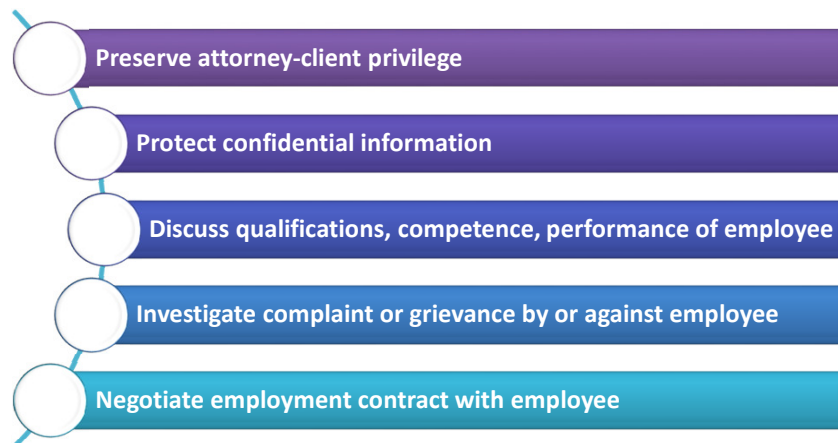 Preserve attorney-client privilege
Protect confidential information
Discuss qualifications, competence, performance of employee
Investigate complaint or grievance by or against employee
Negotiate employment contract with employee